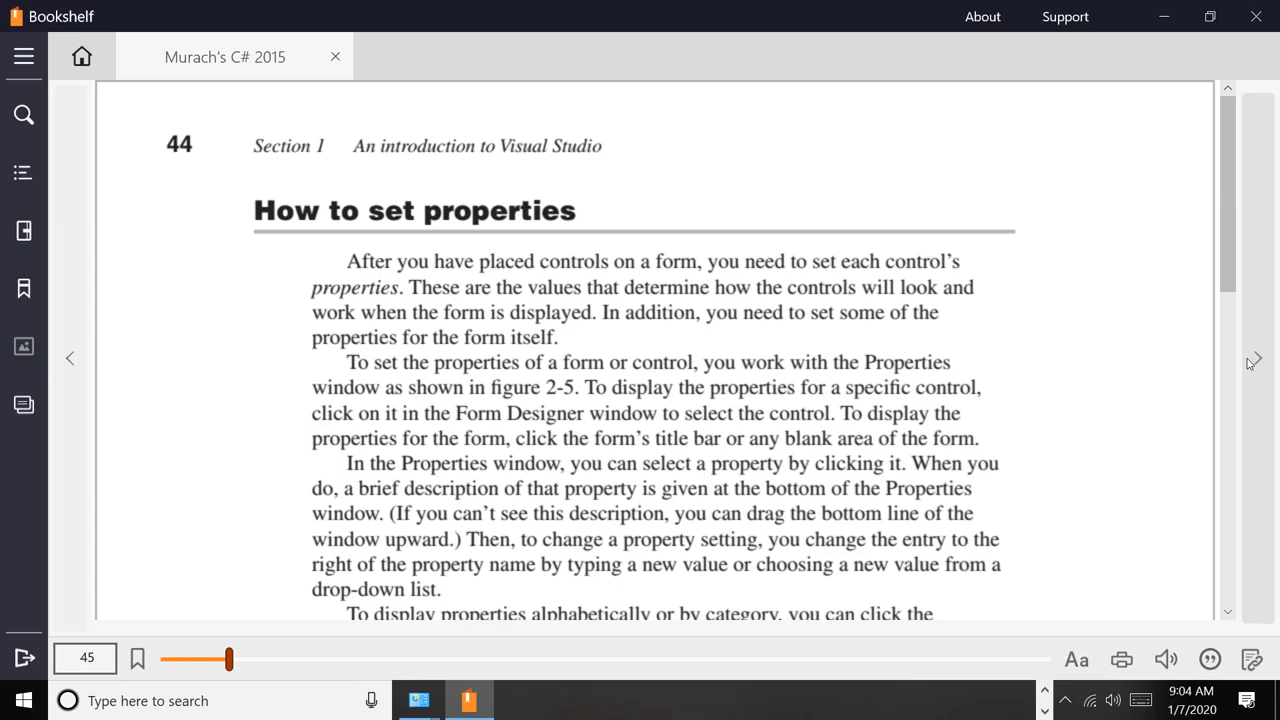 Bookshelf
About
Support
Murach's C# 2015
44
Section 1 An introduction to Visual Studio
How to set properties
After you have placed controls on a form, you need to set each control's
properties. These are the values that determine how the controls will look and
work when the form is displayed. In addition, you need to set some of the
properties for the form itself.
To set the properties of a form or control, you work with the Properties
window as shown in figure 2-5. To display the properties for a specific control,
click on it in the Form Designer window to select the control. To display the
properties for the form, click the form's title bar or any blank area of the form.
In the Properties window, you can select a property by clicking it. When you
do, a brief description of that property is given at the bottom of the Properties
window. (If you can't see this description, you can drag the bottom line of the
window upward.) Then, to change a property setting, you change the entry to the
right of the property name by typing a new value or choosing a new value from a
drop-down list.
To display properties alphabetically or by category, you can click the
45
Aa
Type here to search
9:04 AM
1/7/2020